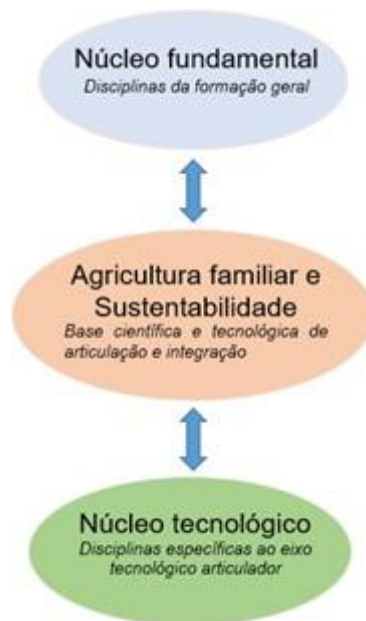 Núcleo fundamental
Disciplinas da formação geral
Agricultura familiar e
Sustentabilidade
Base científica e tecnológica de
articulação e integração
Núcleo tecnológico
Disciplinas específicas ao eixo
tecnológico articulador